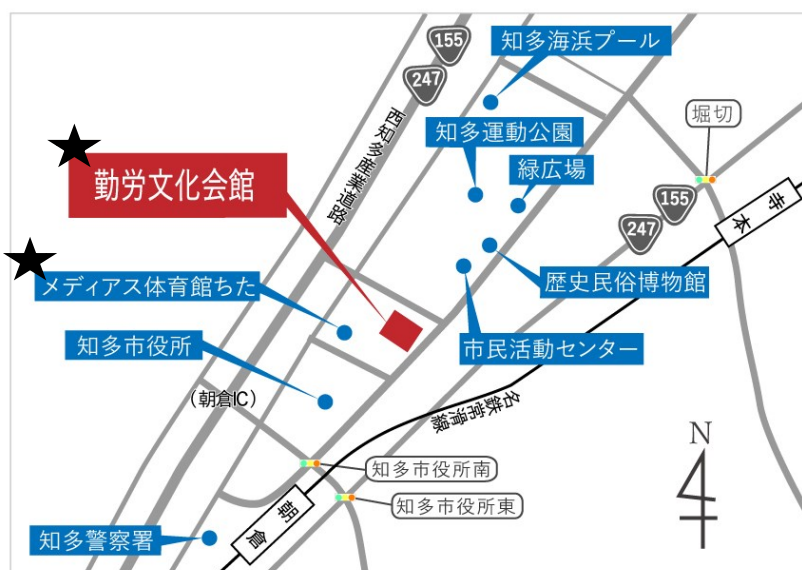 155
247
知多海浜プール
堀切
知多運動公園
緑広場
西知多産業道路
勤労文化会館
155
247
寺本
メディアス体育館ちた
歴史民俗博物館
知多市役所
市民活動センター
(朝倉IC)
名鉄常滑線
N
知多市役所南
知多市役所東
朝倉
知多警察署